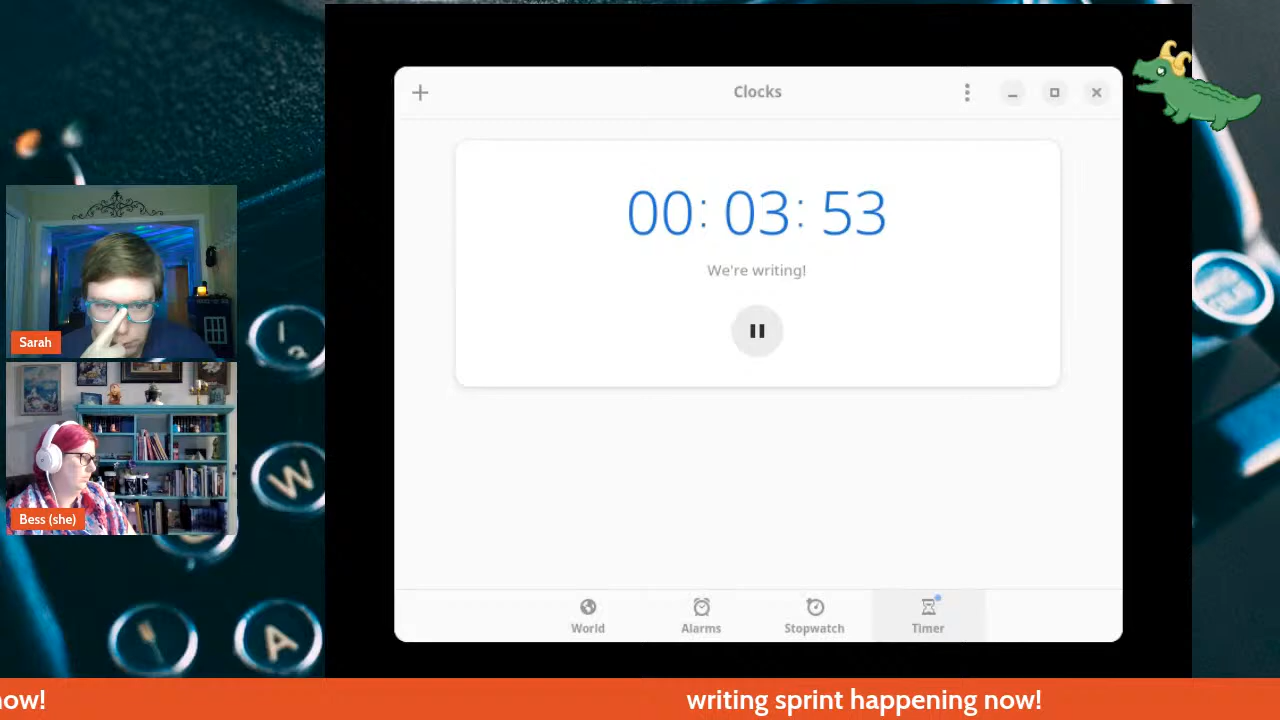 Clocks
00: 03: 53
We're writing!
Sarah
Bess (she)
I
W
A
World
Alarms
Stopwatch
Timer
now!
writing sprint happening now!